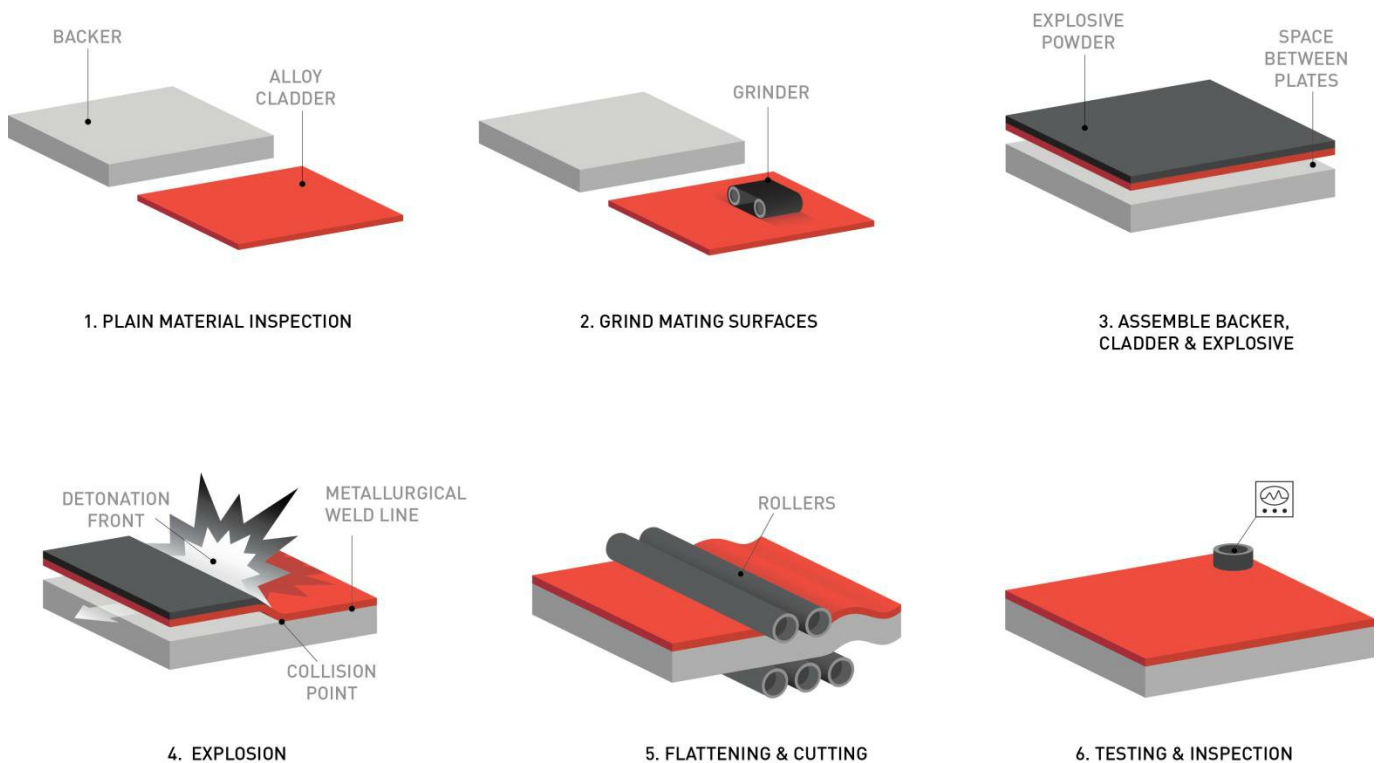 BACKER
ALLOY
CLADDER
1. PLAIN MATERIAL INSPECTION
GRINDER
2. GRIND MATING SURFACES
EXPLOSIVE
POWDER
SPACE
BETWEEN
PLATES
3. ASSEMBLE BACKER,
CLADDER & EXPLOSIVE
DETONATION
FRONT
METALLURGICAL
WELD LINE
COLLISION
POINT
4. EXPLOSION
ROLLERS
5. FLATTENING & CUTTING
6. TESTING & INSPECTION